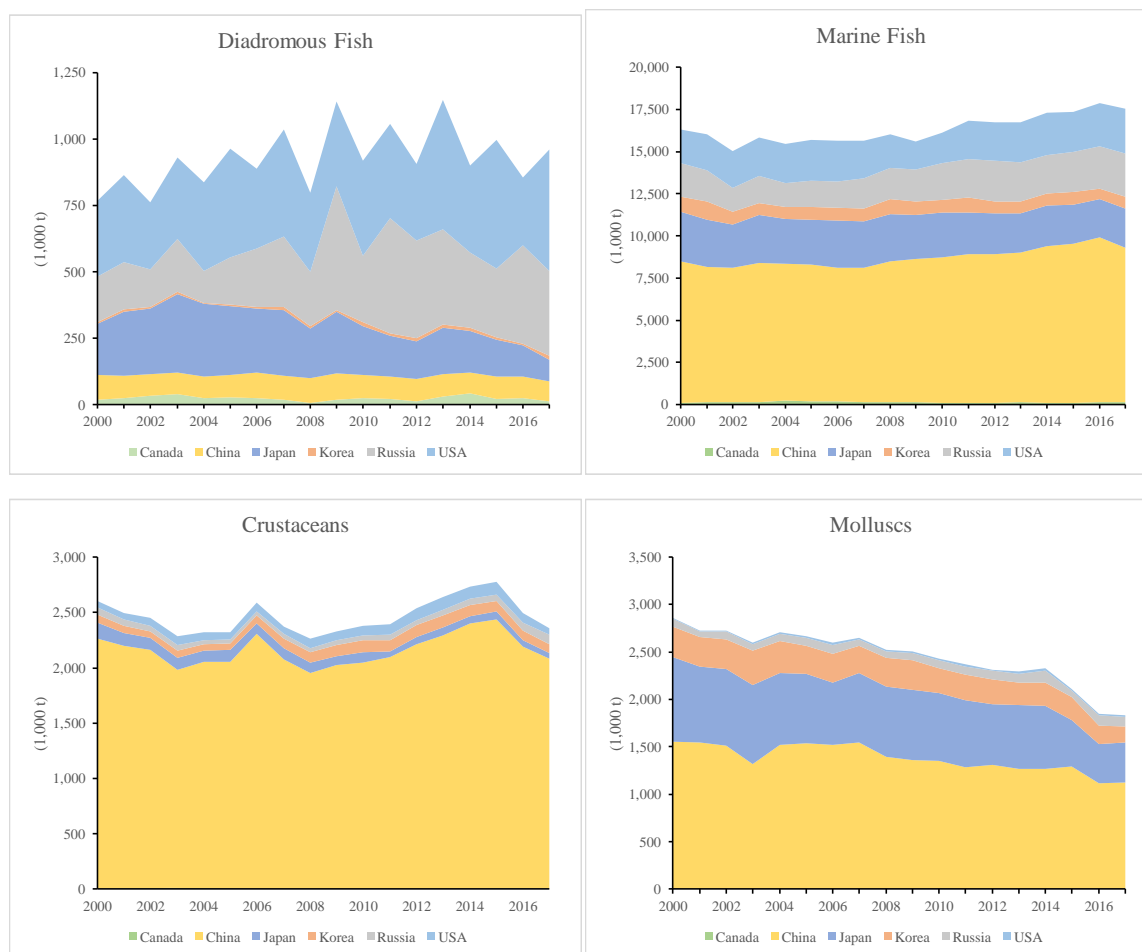 Diadromous Fish
1,250
1,000
750
500
250
0
(1,000 t)
2000 2002 2004 2006 2008 2010 2012 2014 2016
Canada China Japan Korea Russia USA
Marine Fish
20,000
17,500
15,000
12,500
10,000
7,500
5,000
2,500
0
(1,000 t)
2000 2002 2004 2006 2008 2010 2012 2014 2016
Canada China Japan Korea Russia USA
Crustaceans
3,000
2,500
2,000
1,500
1,000
500
0
(1,000 t)
2000 2002 2004 2006 2008 2010 2012 2014 2016
Canada China Japan Korea Russia USA
Molluscs
3,500
3,000
2,500
2,000
1,500
1,000
500
0
(1,000 t)
2000 2002 2004 2006 2008 2010 2012 2014 2016
Canada China Japan Korea Russia USA